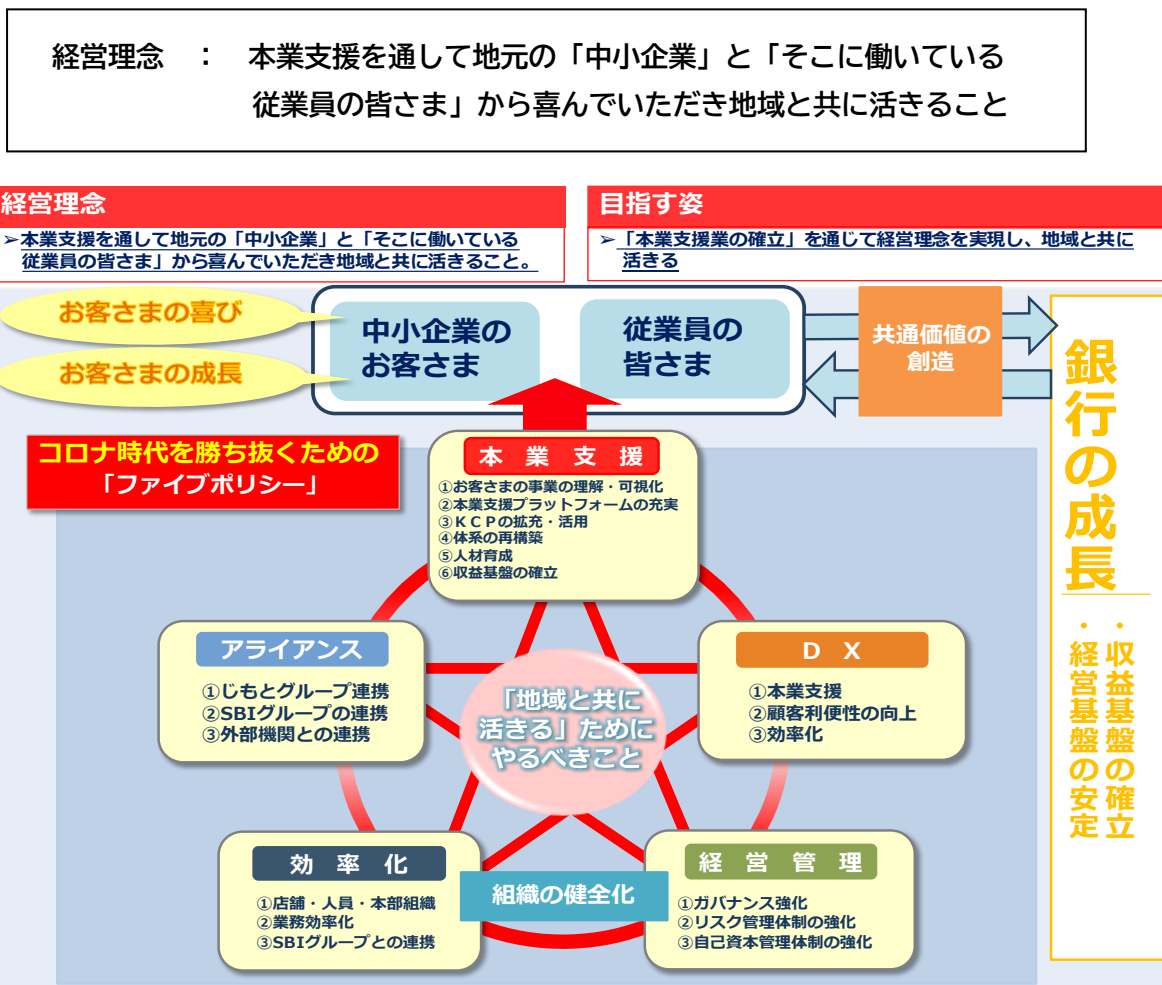 経営理念 ： 本業支援を通して地元の「中小企業」と「そこに働いている
従業員の皆さま」から喜んでいただき地域と共に活きること
経営理念
➢本業支援を通して地元の「中小企業」と「そこに働いている
従業員の皆さま」から喜んでいただき地域と共に活きること。
目指す姿
➢「本業支援業の確立」を通じて経営理念を実現し、地域と共に
活きる
お客さまの喜び
お客さまの成長
中小企業の
お客さま
従業員の
皆さま
共通価値の
創造
銀行の成長
・収益基盤の確立
・経営基盤の安定
コロナ時代を勝ち抜くための
「ファイブポリシー」
本業支援
①お客さまの事業の理解・可視化
②本業支援プラットフォームの充実
③ＫＣＰの拡充・活用
④体系の再構築
⑤人材育成
⑥収益基盤の確立
アライアンス
①じもとグループ連携
②SBIグループの連携
③外部機関との連携
「地域と共に
活きる」ために
やるべきこと
ＤＸ
①本業支援
②顧客利便性の向上
③効率化
効率化
①店舗・人員・本部組織
②業務効率化
③SBIグループとの連携
組織の健全化
経営管理
①ガバナンス強化
②リスク管理体制の強化
③自己資本管理体制の強化